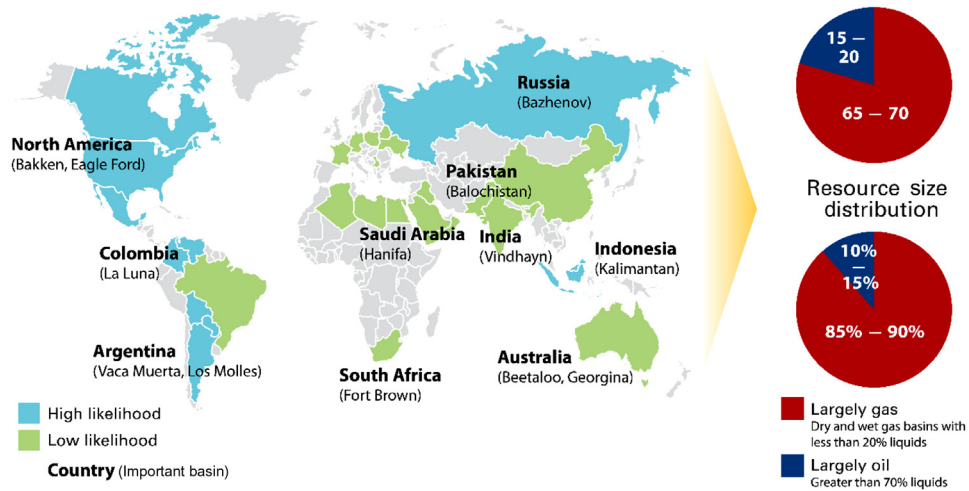 North America
(Bakken, Eagle Ford)
Colombia
(La Luna)
Argentina
(Vaca Muerta, Los Molles)
Russia
(Bazhenov)
Pakistan
(Balochistan)
Saudi Arabia
(Hanifa)
India
(Vindhayn)
Indonesia
(Kalimantan)
South Africa
(Fort Brown)
Australia
(Beetaloo, Georgina)
High likelihood
Low likelihood
Country (Important basin)
15 —
20
65 — 70
Resource size
distribution
10%
—
15%
85% — 90%
Largely gas
Dry and wet gas basins with
less than 20% liquids
Largely oil
Greater than 70% liquids